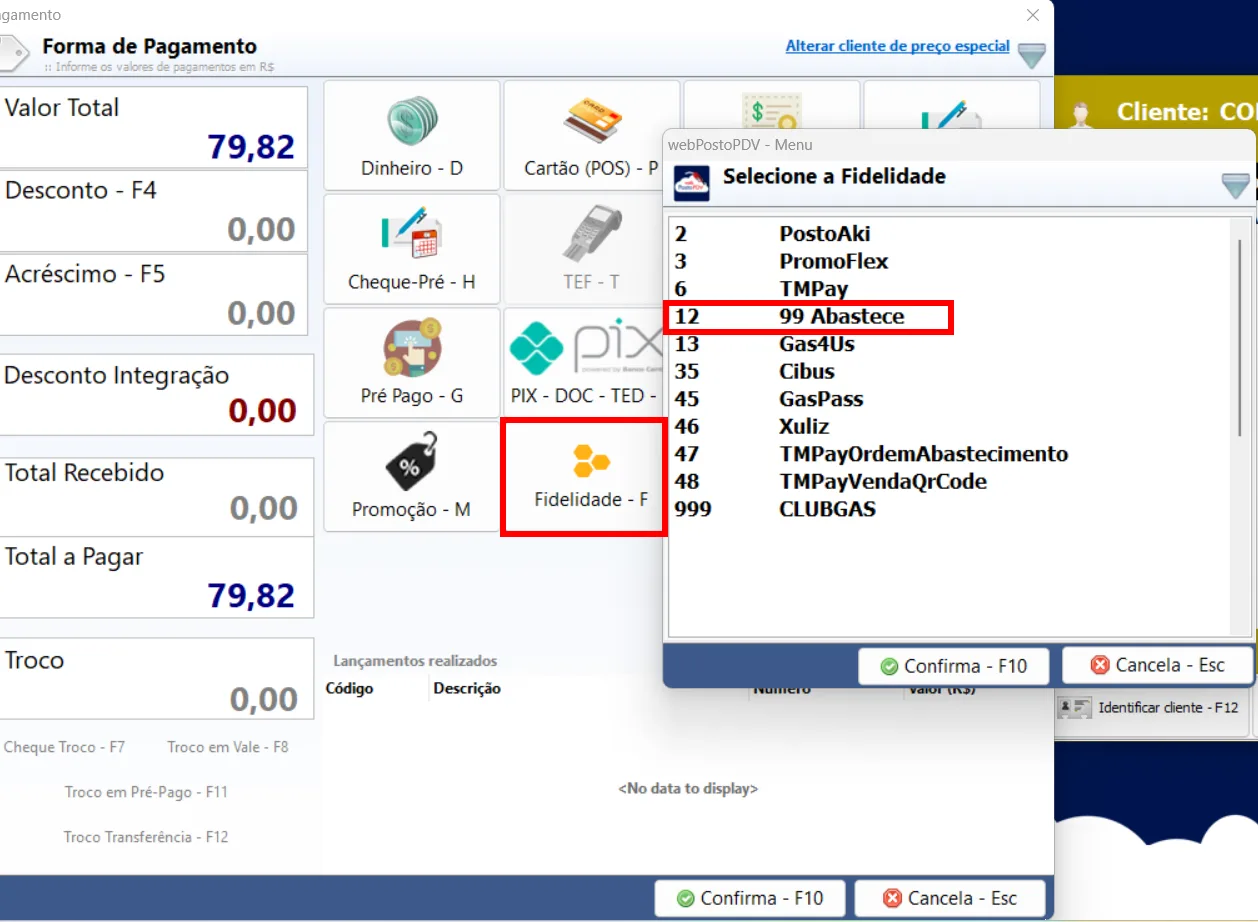 gamento
Forma de Pagamento
:: Informe os valores de pagamentos em R$
Alterar cliente de preço especial
Valor Total
79,82
Desconto - F4
0,00
Acréscimo - F5
0,00
Desconto Integração
0,00
Total Recebido
0,00
Total a Pagar
79,82
Troco
0,00
Cheque Troco - F7
Troco em Vale - F8
Troco em Pré-Pago - F11
Troco Transferência - F12
Dinheiro - D
Cartão (POS) - P
Cheque-Pré - H
TEF - T
Pré Pago - G
pix
powered by Banco
PIX - DOC - TED -
Promoção - M
Fidelidade - F
Lançamentos realizados
Código Descrição Número Valor (R$)
<No data to display>
Confirma - F10
Cancela - Esc
webPostoPDV - Menu
Selecione a Fidelidade
2 PostoAki
3 PromoFlex
6 TMPay
12 99 Abastece
13 Gas4Us
35 Cibus
45 GasPass
46 Xuliz
47 TMPayOrdemAbastecimento
48 TMPayVendaQrCode
999 CLUBGAS
Confirma - F10
Cancela - Esc
Cliente: CO
Identificar cliente - F12